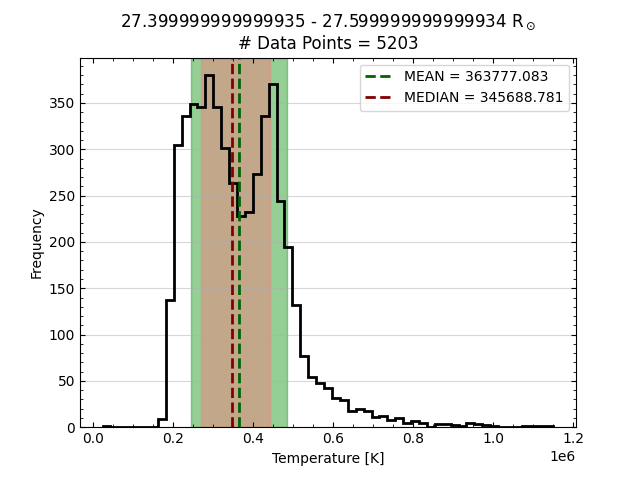 27.399999999999935 - 27.599999999999934 R⊙
# Data Points = 5203
MEAN = 363777.083
MEDIAN = 345688.781
Frequency
350
300
250
200
150
100
50
0
0.0 0.2 0.4 0.6 0.8 1.0 1.2
1e6
Temperature [K]